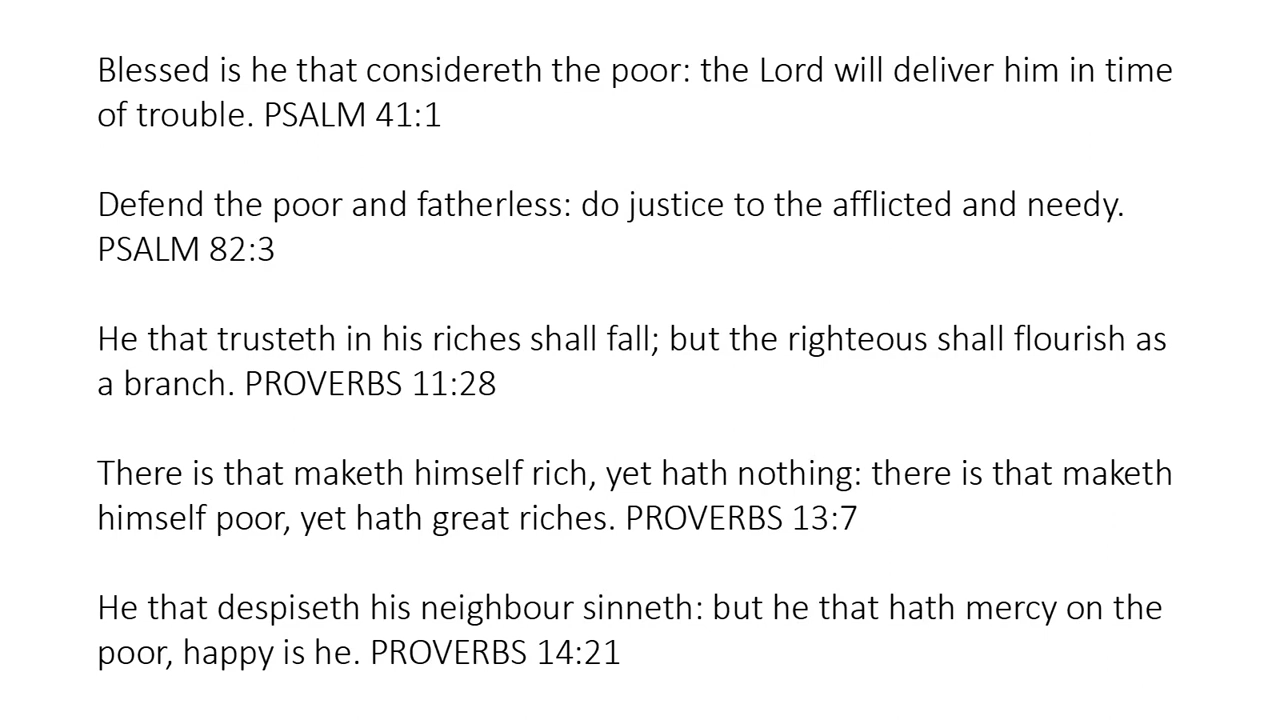 Blessed is he that considereth the poor: the Lord will deliver him in time
of trouble. PSALM 41:1
Defend the poor and fatherless: do justice to the afflicted and needy.
PSALM 82:3
He that trusteth in his riches shall fall; but the righteous shall flourish as
a branch. PROVERBS 11:28
There is that maketh himself rich, yet hath nothing: there is that maketh
himself poor, yet hath great riches. PROVERBS 13:7
He that despiseth his neighbour sinneth: but he that hath mercy on the
poor, happy is he. PROVERBS 14:21